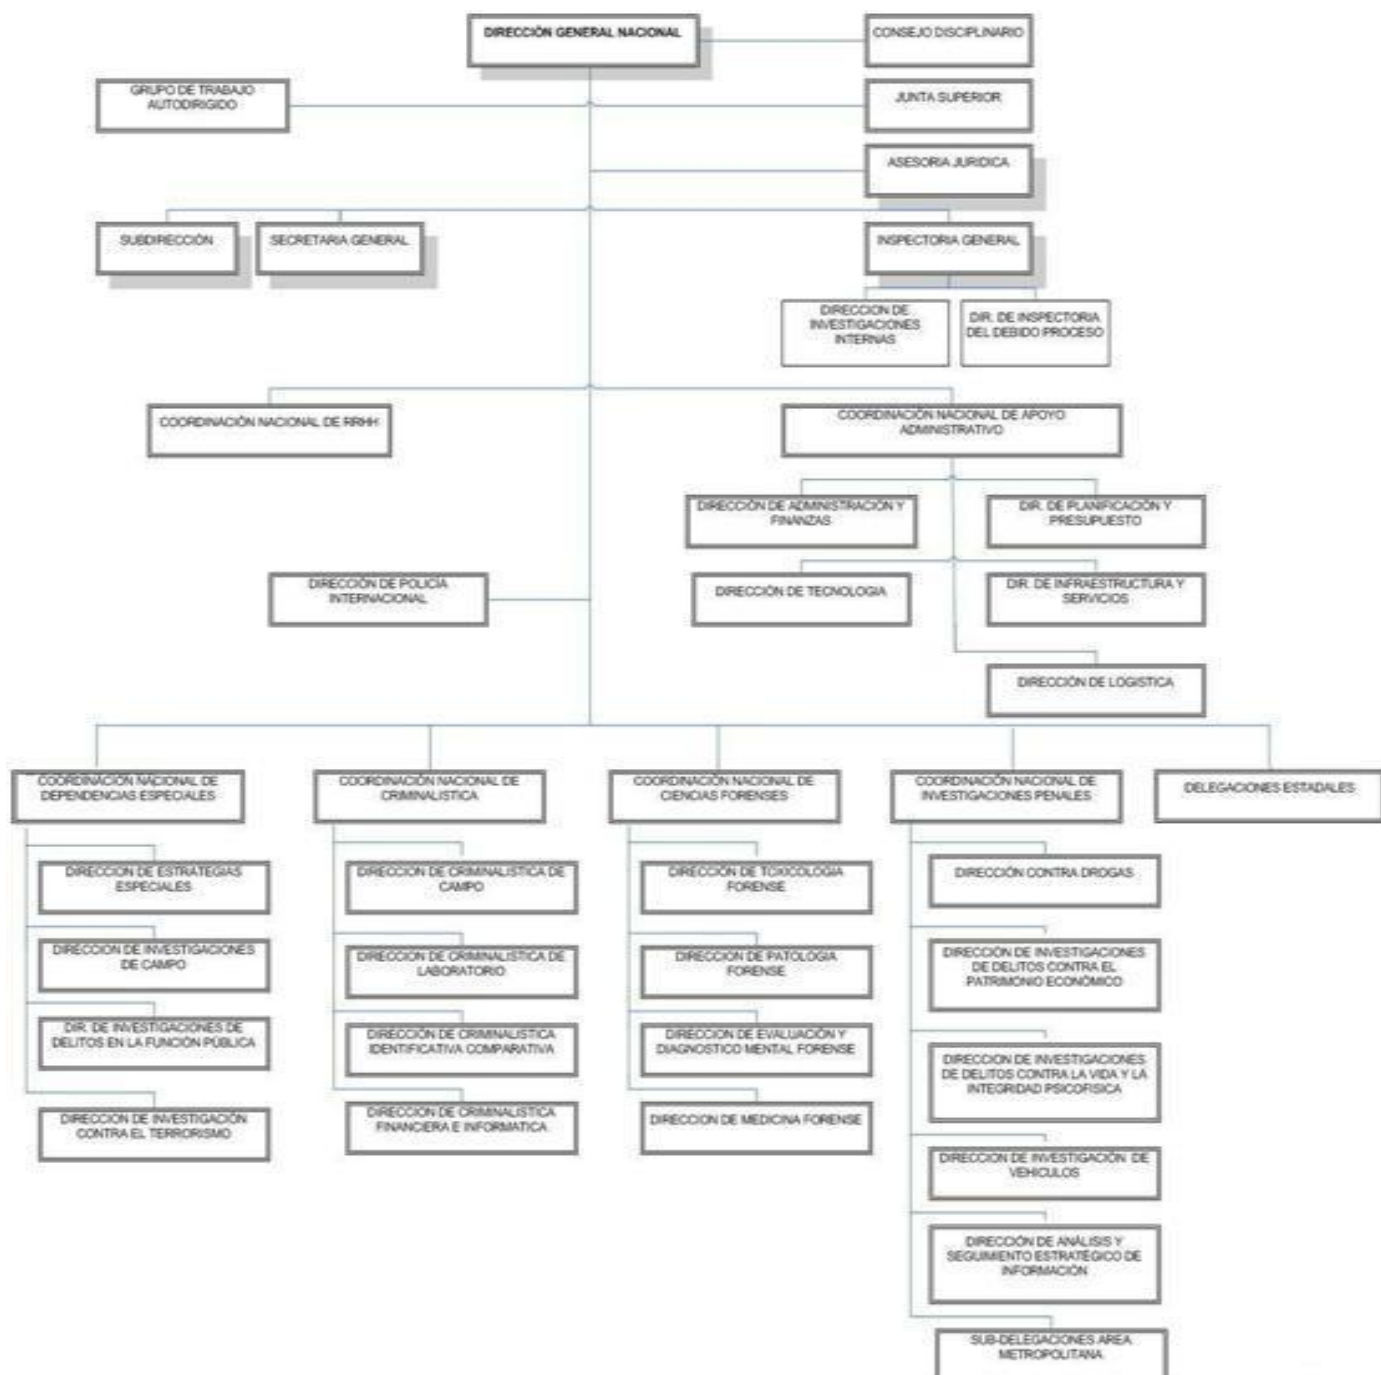 DIRECCIÓN GENERAL NACIONAL
CONSEJO DISCIPLINARIO
GRUPO DE TRABAJO
AUTODIRIGIDO
JUNTA SUPERIOR
ASESORIA JURIDICA
SUBDIRECCIÓN
SECRETARIA GENERAL
INSPECTORIA GENERAL
DIRECCION DE
INVESTIGACIONES
INTERNAS
DIR. DE INSPECTORIA
DEL DEBIDO PROCESO
COORDINACIÓN NACIONAL DE RRHH
COORDINACIÓN NACIONAL DE APOYO
ADMINISTRATIVO
DIRECCIÓN DE ADMINISTRACIÓN Y
FINANZAS
DIR. DE PLANIFICACIÓN Y
PRESUPUESTO
DIRECCIÓN DE POLICÍA
INTERNACIONAL
DIRECCIÓN DE TECNOLOGIA
DIR. DE INFRAESTRUCTURA Y
SERVICIOS
DIRECCIÓN DE LOGISTICA
COORDINACIÓN NACIONAL DE
DEPENDENCIAS ESPECIALES
COORDINACIÓN NACIONAL DE
CRIMINALISTICA
COORDINACIÓN NACIONAL DE
CIENCIAS FORENSES
COORDINACIÓN NACIONAL DE
INVESTIGACIONES PENALES
DELEGACIONES ESTADALES
DIRECCION DE ESTRATEGIAS
ESPECIALES
DIRECCION DE INVESTIGACIONES
DE CAMPO
DIR. DE INVESTIGACIONES DE
DELITOS EN LA FUNCIÓN PÚBLICA
DIRECCION DE INVESTIGACIÓN
CONTRA EL TERRORISMO
DIRECCIÓN DE CRIMINALISTICA DE
CAMPO
DIRECCION DE CRIMINALISTICA DE
LABORATORIO
DIRECCIÓN DE CRIMINALISTICA
IDENTIFICATIVA COMPARATIVA
DIRECCION DE CRIMINALISTICA
FINANCIERA E INFORMATICA
DIRECCIÓN DE TOXICOLOGIA
FORENSE
DIRECCION DE PATOLOGIA
FORENSE
DIRECCION DE EVALUACIÓN Y
DIAGNOSTICO MENTAL FORENSE
DIRECCION DE MEDICINA FORENSE
DIRECCIÓN CONTRA DROGAS
DIRECCIÓN DE INVESTIGACIONES
DE DELITOS CONTRA EL
PATRIMONIO ECONÓMICO
DIRECCION DE INVESTIGACIONES
DE DELITOS CONTRA LA VIDA Y LA
INTEGRIDAD PSICOFISICA
DIRECCION DE INVESTIGACIÓN DE
VEHICULOS
DIRECCIÓN DE ANÁLISIS Y
SEGUIMIENTO ESTRATÉGICO DE
INFORMACIÓN
SUB-DELEGACIONES AREA
METROPOLITANA